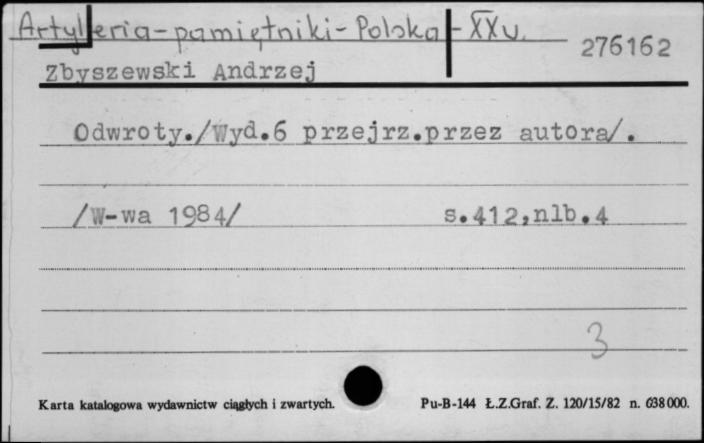 Artyleria-pamiętniki-Polska-XXw.
276162
Zbyszewski Andrzej
Odwroty./Wyd.6 przejrz.przez autora/.
/W-wa 1984/ s.412,nlb.4
3
Karta katalogowa wydawnictw ciągłych i zwartych. Pu-B-144 Ł.Z.Graf. Z. 120/15/82 n. 638000.